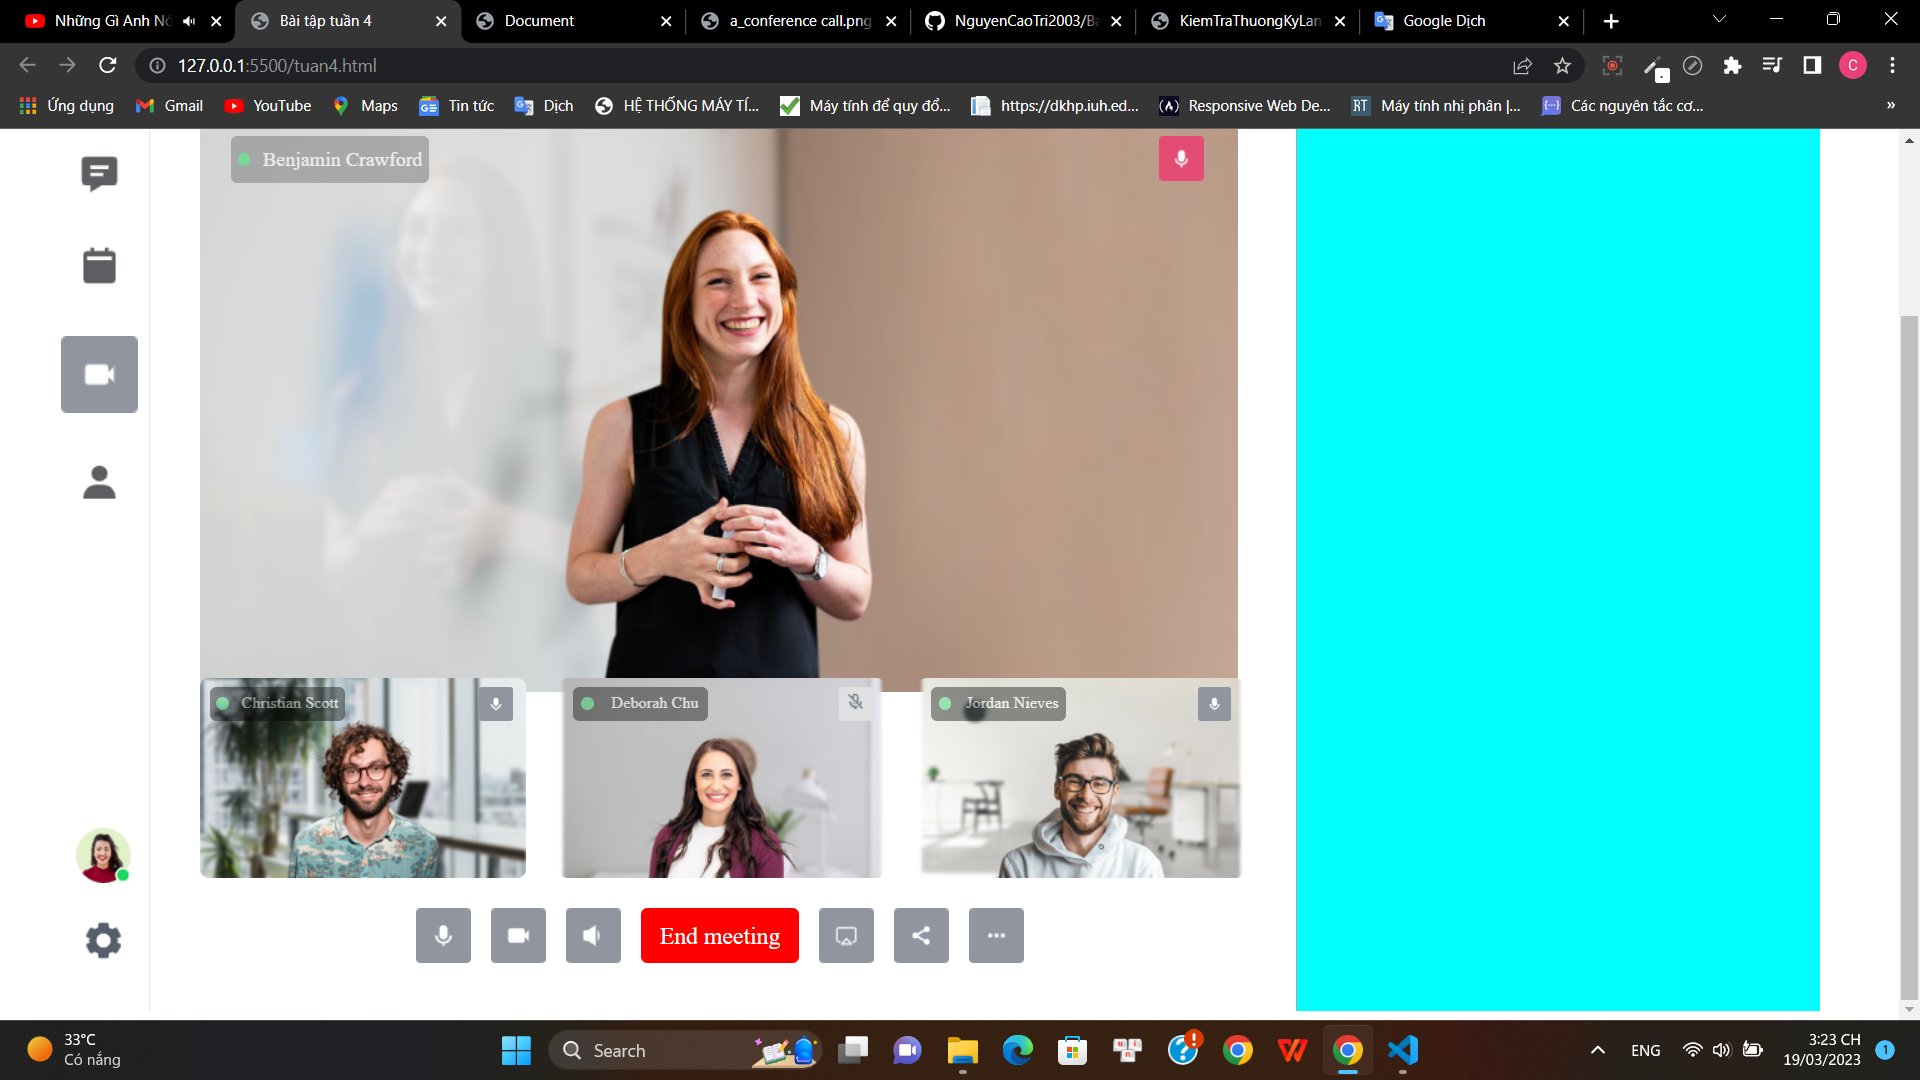 Những Gì Anh Nó
Bài tập tuần 4
Document
a_conference call.png
NguyenCaoTri2003/Ba
KiemTraThuongKyLan
Google Dịch
127.0.0.1:5500/tuan4.html
C
Ứng dụng
Gmail
YouTube
Maps
Tin tức
Dịch
HỆ THỐNG MÁY TÍ...
Máy tính để quy đổ...
https://dkhp.iuh.ed...
Responsive Web De...
RT
Máy tính nhị phân |...
Các nguyên tắc cơ...
»
Benjamin Crawford
Christian Scott
Deborah Chu
Jordan Nieves
End meeting
33°C
Có nắng
Search
ENG
3:23 CH
19/03/2023
1